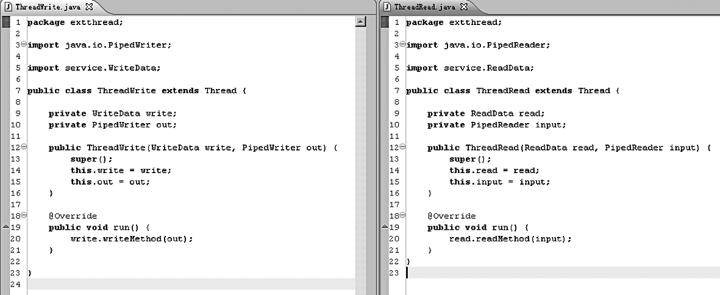 ThreadWrite.java
1 package extthread;
2
3 import java.io.PipedWriter;
4
5 import service.WriteData;
6
7 public class ThreadWrite extends Thread {
8
9 private WriteData write;
10 private PipedWriter out;
11
12 public ThreadWrite(WriteData write, PipedWriter out) {
13 super();
14 this.write = write;
15 this.out = out;
16 }
17
18 @Override
19 public void run() {
20 write.writeMethod(out);
21 }
22
23 }
24
ThreadRead.java
1 package extthread;
2
3 import java.io.PipedReader;
4
5 import service.ReadData;
6
7 public class ThreadRead extends Thread {
8
9 private ReadData read;
10 private PipedReader input;
11
12 public ThreadRead(ReadData read, PipedReader input) {
13 super();
14 this.read = read;
15 this.input = input;
16 }
17
18 @Override
19 public void run() {
20 read.readMethod(input);
21 }
22 }
23